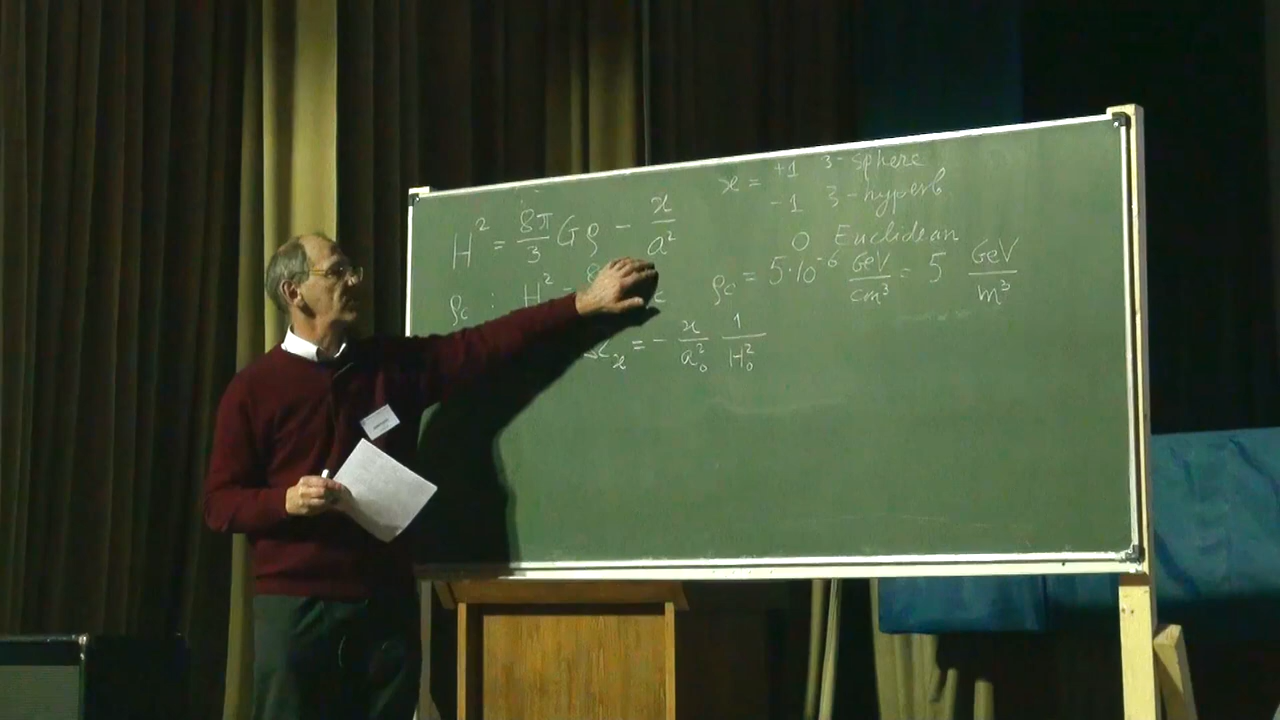 H² = 8π/3 Gρ − ϰ/a²
ϰ = +1 3-sphere
−1 3-hyperb
0 Euclidean
ρc : H² =
ρc = 5·10⁻⁶ GeV/cm³ = 5 GeV/m³
ϰ = − ϰ/a₀² 1/H₀²